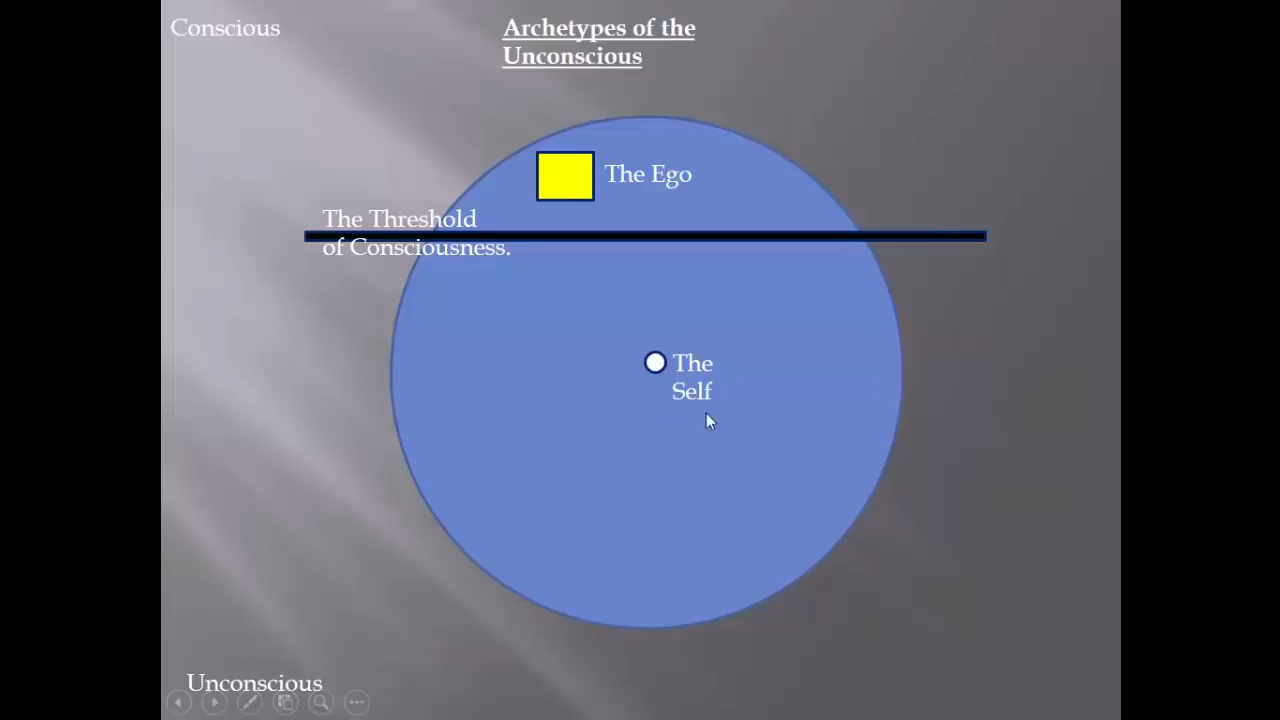 Conscious
Archetypes of the
Unconscious
The Ego
The Threshold
of Consciousness.
The
Self
Unconscious